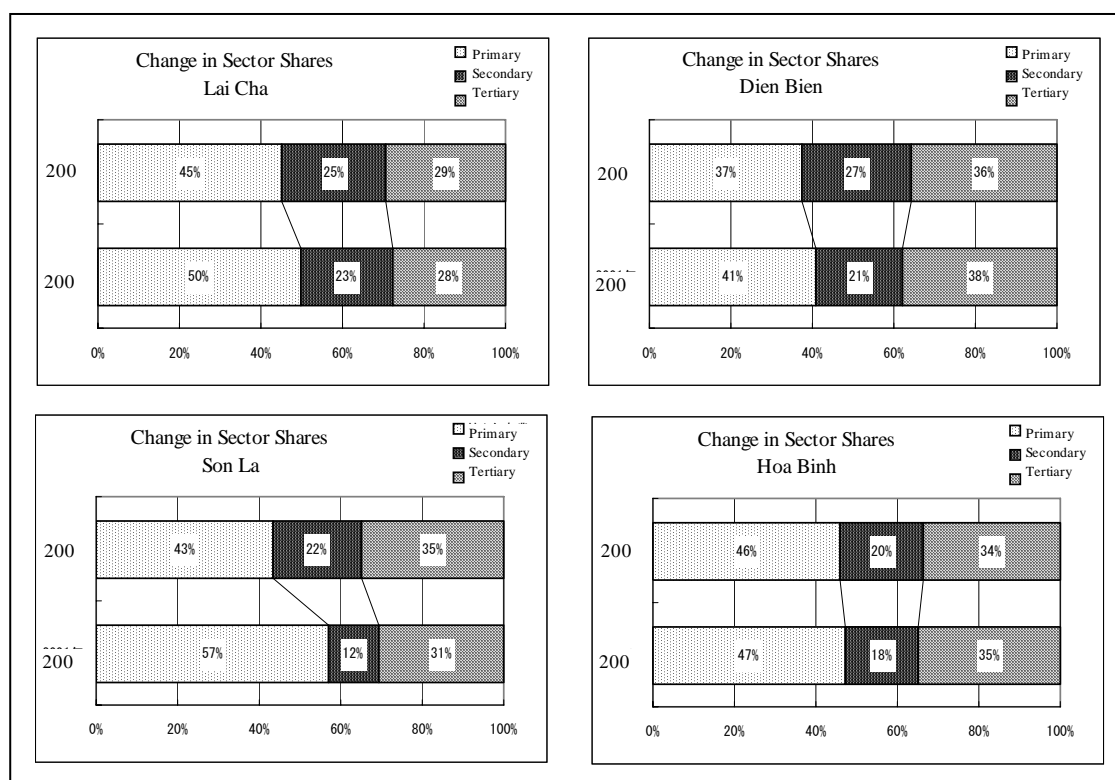 Change in Sector Shares
Lai Cha
Primary
Secondary
Tertiary
200
45%
25%
29%
200
50%
23%
28%
0%
20%
40%
60%
80%
100%
Change in Sector Shares
Dien Bien
Primary
Secondary
Tertiary
200
37%
27%
36%
200
41%
21%
38%
0%
20%
40%
60%
80%
100%
Change in Sector Shares
Son La
Primary
Secondary
Tertiary
200
43%
22%
35%
200
57%
12%
31%
0%
20%
40%
60%
80%
100%
Change in Sector Shares
Hoa Binh
Primary
Secondary
Tertiary
200
46%
20%
34%
200
47%
18%
35%
0%
20%
40%
60%
80%
100%